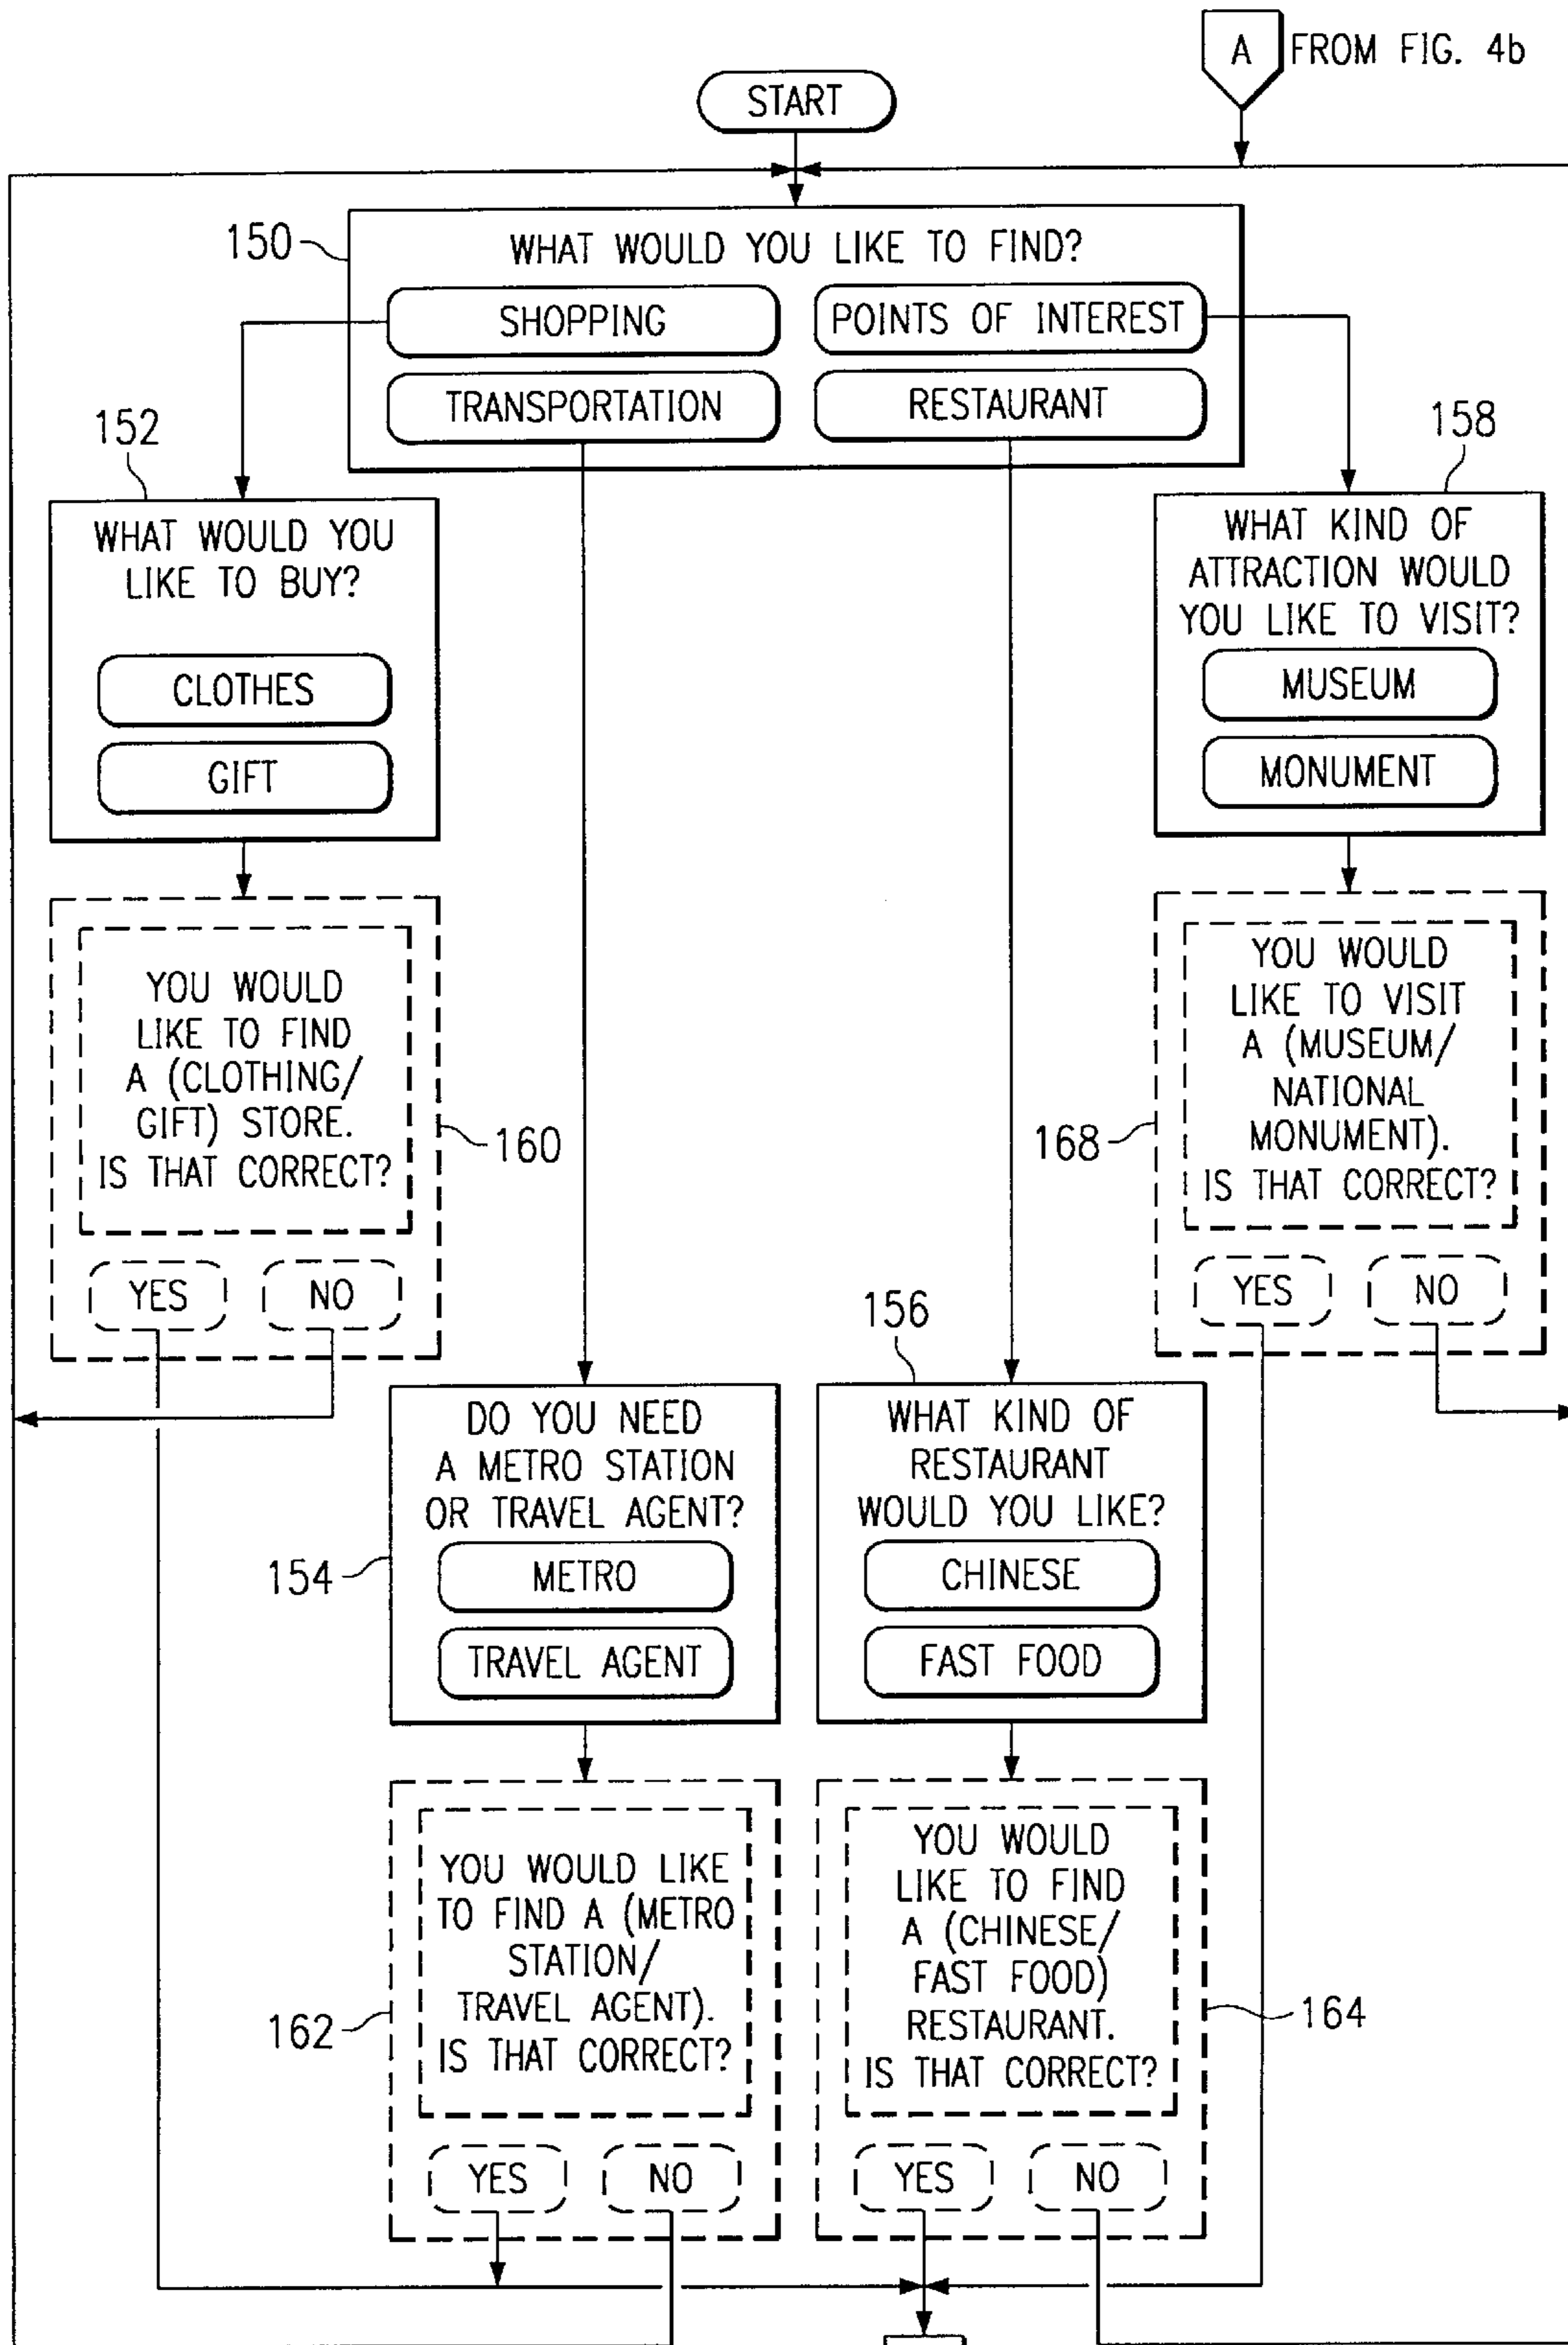 A FROM FIG. 4b
START
150
WHAT WOULD YOU LIKE TO FIND?
SHOPPING
POINTS OF INTEREST
TRANSPORTATION
RESTAURANT
152
WHAT WOULD YOU
LIKE TO BUY?
CLOTHES
GIFT
158
WHAT KIND OF
ATTRACTION WOULD
YOU LIKE TO VISIT?
MUSEUM
MONUMENT
YOU WOULD
LIKE TO FIND
A (CLOTHING/
GIFT) STORE.
IS THAT CORRECT?
160
YES
NO
YOU WOULD
LIKE TO VISIT
A (MUSEUM/
NATIONAL
MONUMENT).
IS THAT CORRECT?
168
YES
NO
DO YOU NEED
A METRO STATION
OR TRAVEL AGENT?
154
METRO
TRAVEL AGENT
156
WHAT KIND OF
RESTAURANT
WOULD YOU LIKE?
CHINESE
FAST FOOD
YOU WOULD LIKE
TO FIND A (METRO
STATION/
TRAVEL AGENT).
IS THAT CORRECT?
162
YES
NO
YOU WOULD
LIKE TO FIND
A (CHINESE/
FAST FOOD)
RESTAURANT.
IS THAT CORRECT?
164
YES
NO